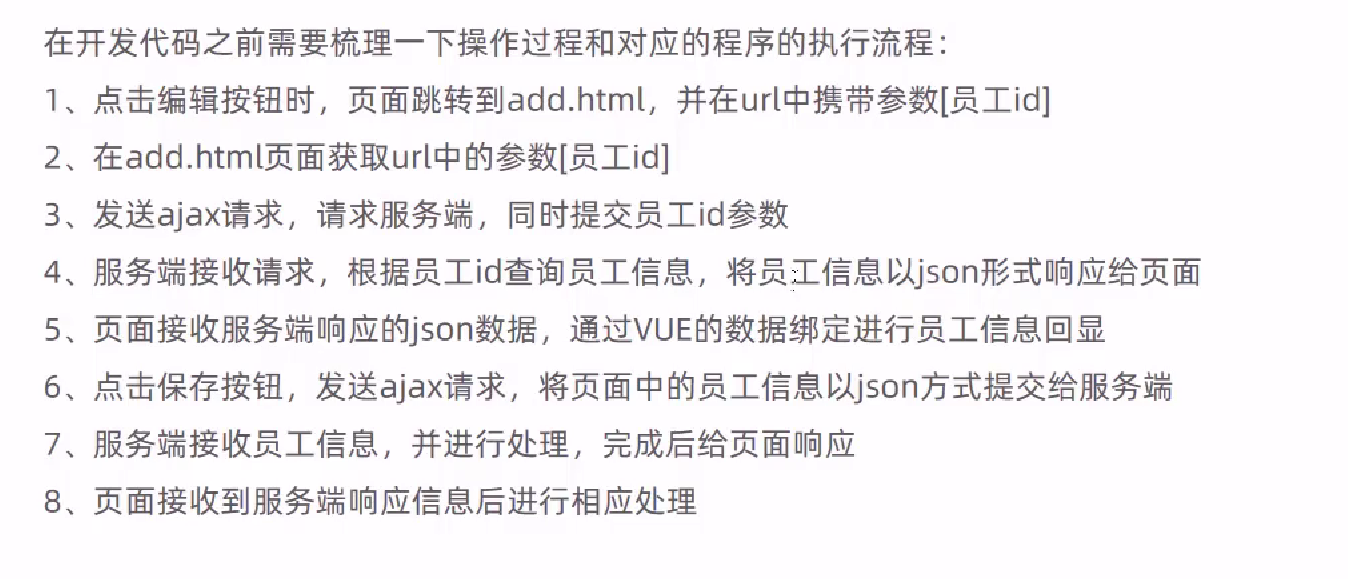 在开发代码之前需要梳理一下操作过程和对应的程序的执行流程：
1、点击编辑按钮时，页面跳转到add.html，并在url中携带参数[员工id]
2、在add.html页面获取url中的参数[员工id]
3、发送ajax请求，请求服务端，同时提交员工id参数
4、服务端接收请求，根据员工id查询员工信息，将员工信息以json形式响应给页面
5、页面接收服务端响应的json数据，通过VUE的数据绑定进行员工信息回显
6、点击保存按钮，发送ajax请求，将页面中的员工信息以json方式提交给服务端
7、服务端接收员工信息，并进行处理，完成后给页面响应
8、页面接收到服务端响应信息后进行相应处理